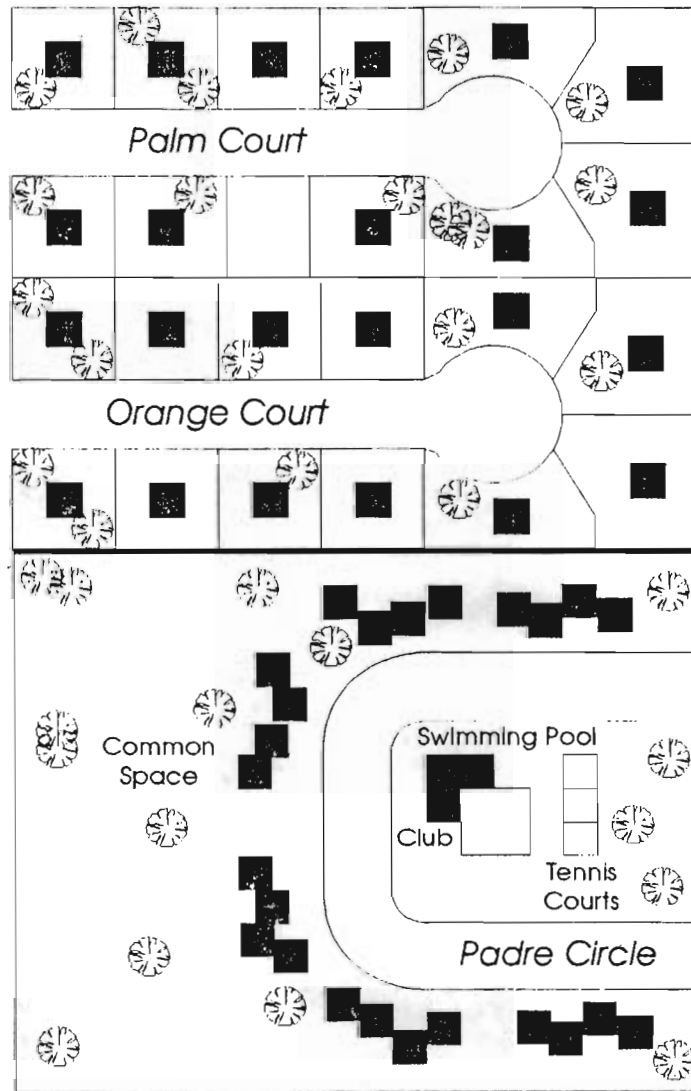 Palm Court
Orange Court
Swimming Pool
Common
Space
Club
Tennis
Courts
Padre Circle